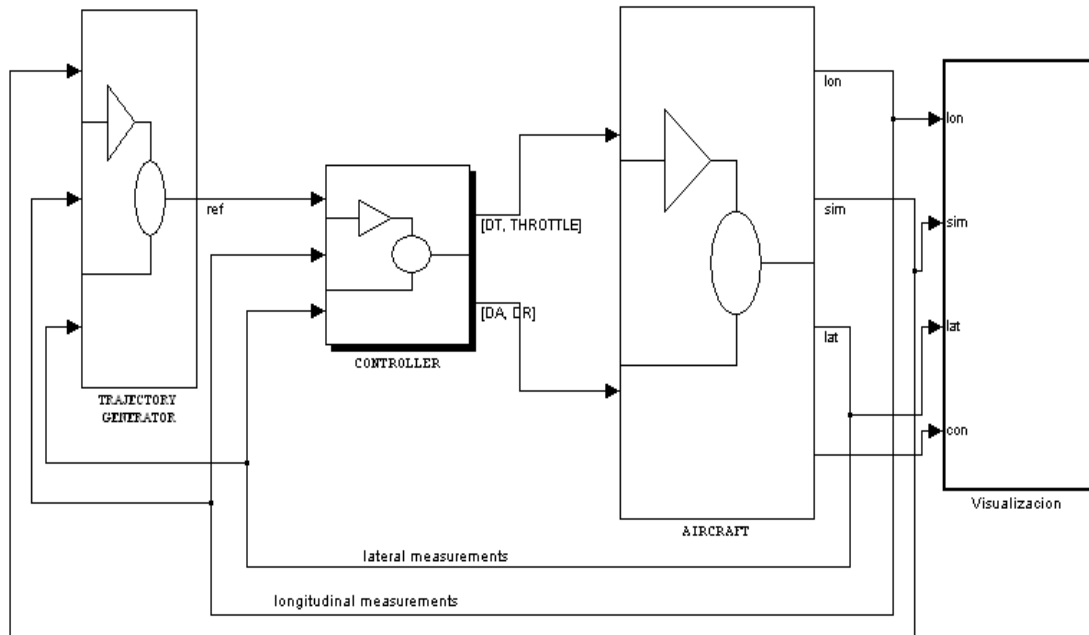 ref
TRAJECTORY
GENERATOR
[DT, THROTTLE]
[DA, DR]
CONTROLLER
lon
sim
lat
AIRCRAFT
lon
sim
lat
con
Visualizacion
lateral measurements
longitudinal measurements